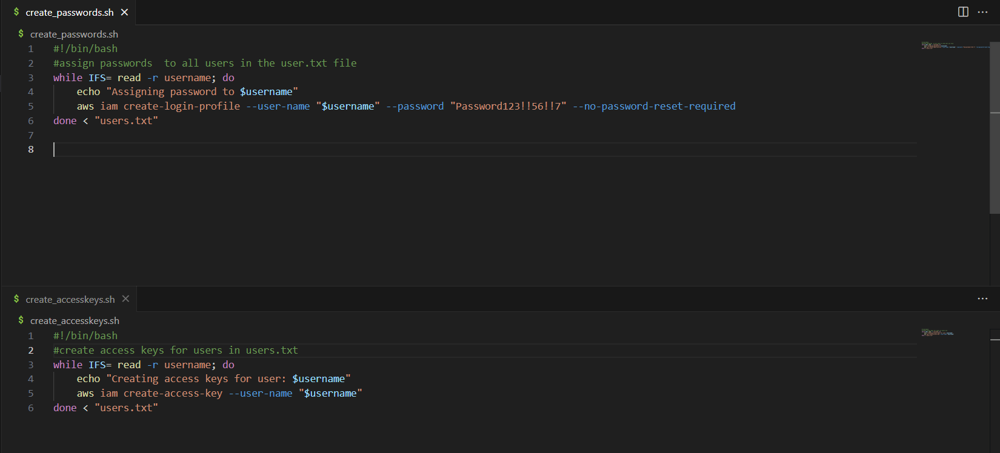 $ create_passwords.sh ×
$ create_passwords.sh
1 #!/bin/bash
2 #assign passwords  to all users in the user.txt file
3 while IFS= read -r username; do
4     echo "Assigning password to $username"
5     aws iam create-login-profile --user-name "$username" --password "Password123!!56!!7" --no-password-reset-required
6 done < "users.txt"
7
8
$ create_accesskeys.sh ×
$ create_accesskeys.sh
1 #!/bin/bash
2 #create access keys for users in users.txt
3 while IFS= read -r username; do
4     echo "Creating access keys for user: $username"
5     aws iam create-access-key --user-name "$username"
6 done < "users.txt"